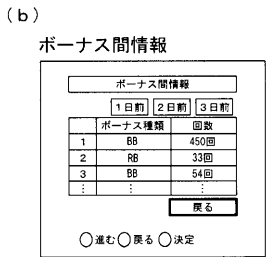 (b)
ボーナス間情報
ボーナス間情報
1日前 2日前 3日前
ボーナス種類 回数
1 BB 450回
2 RB 33回
3 BB 54回
⋮ ⋮ ⋮
戻る
○進む○戻る○決定